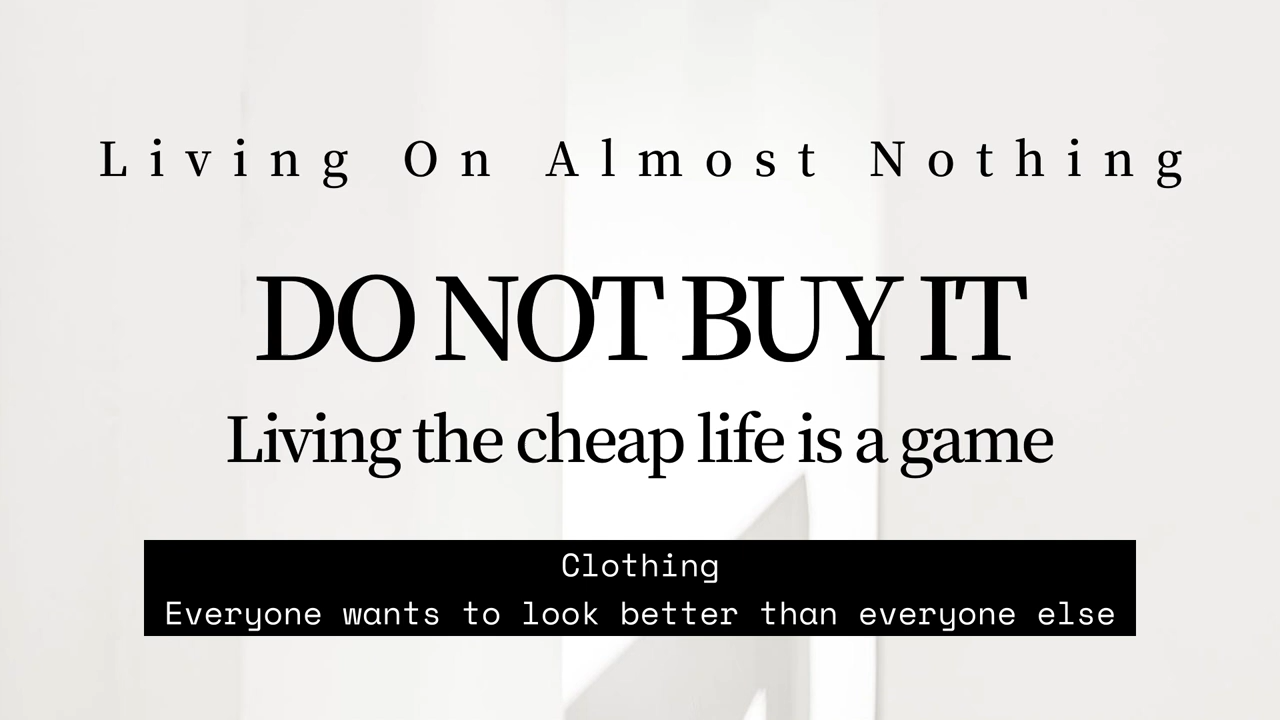 Living On Almost Nothing
DO NOT BUY IT
Living the cheap life is a game
Clothing
Everyone wants to look better than everyone else